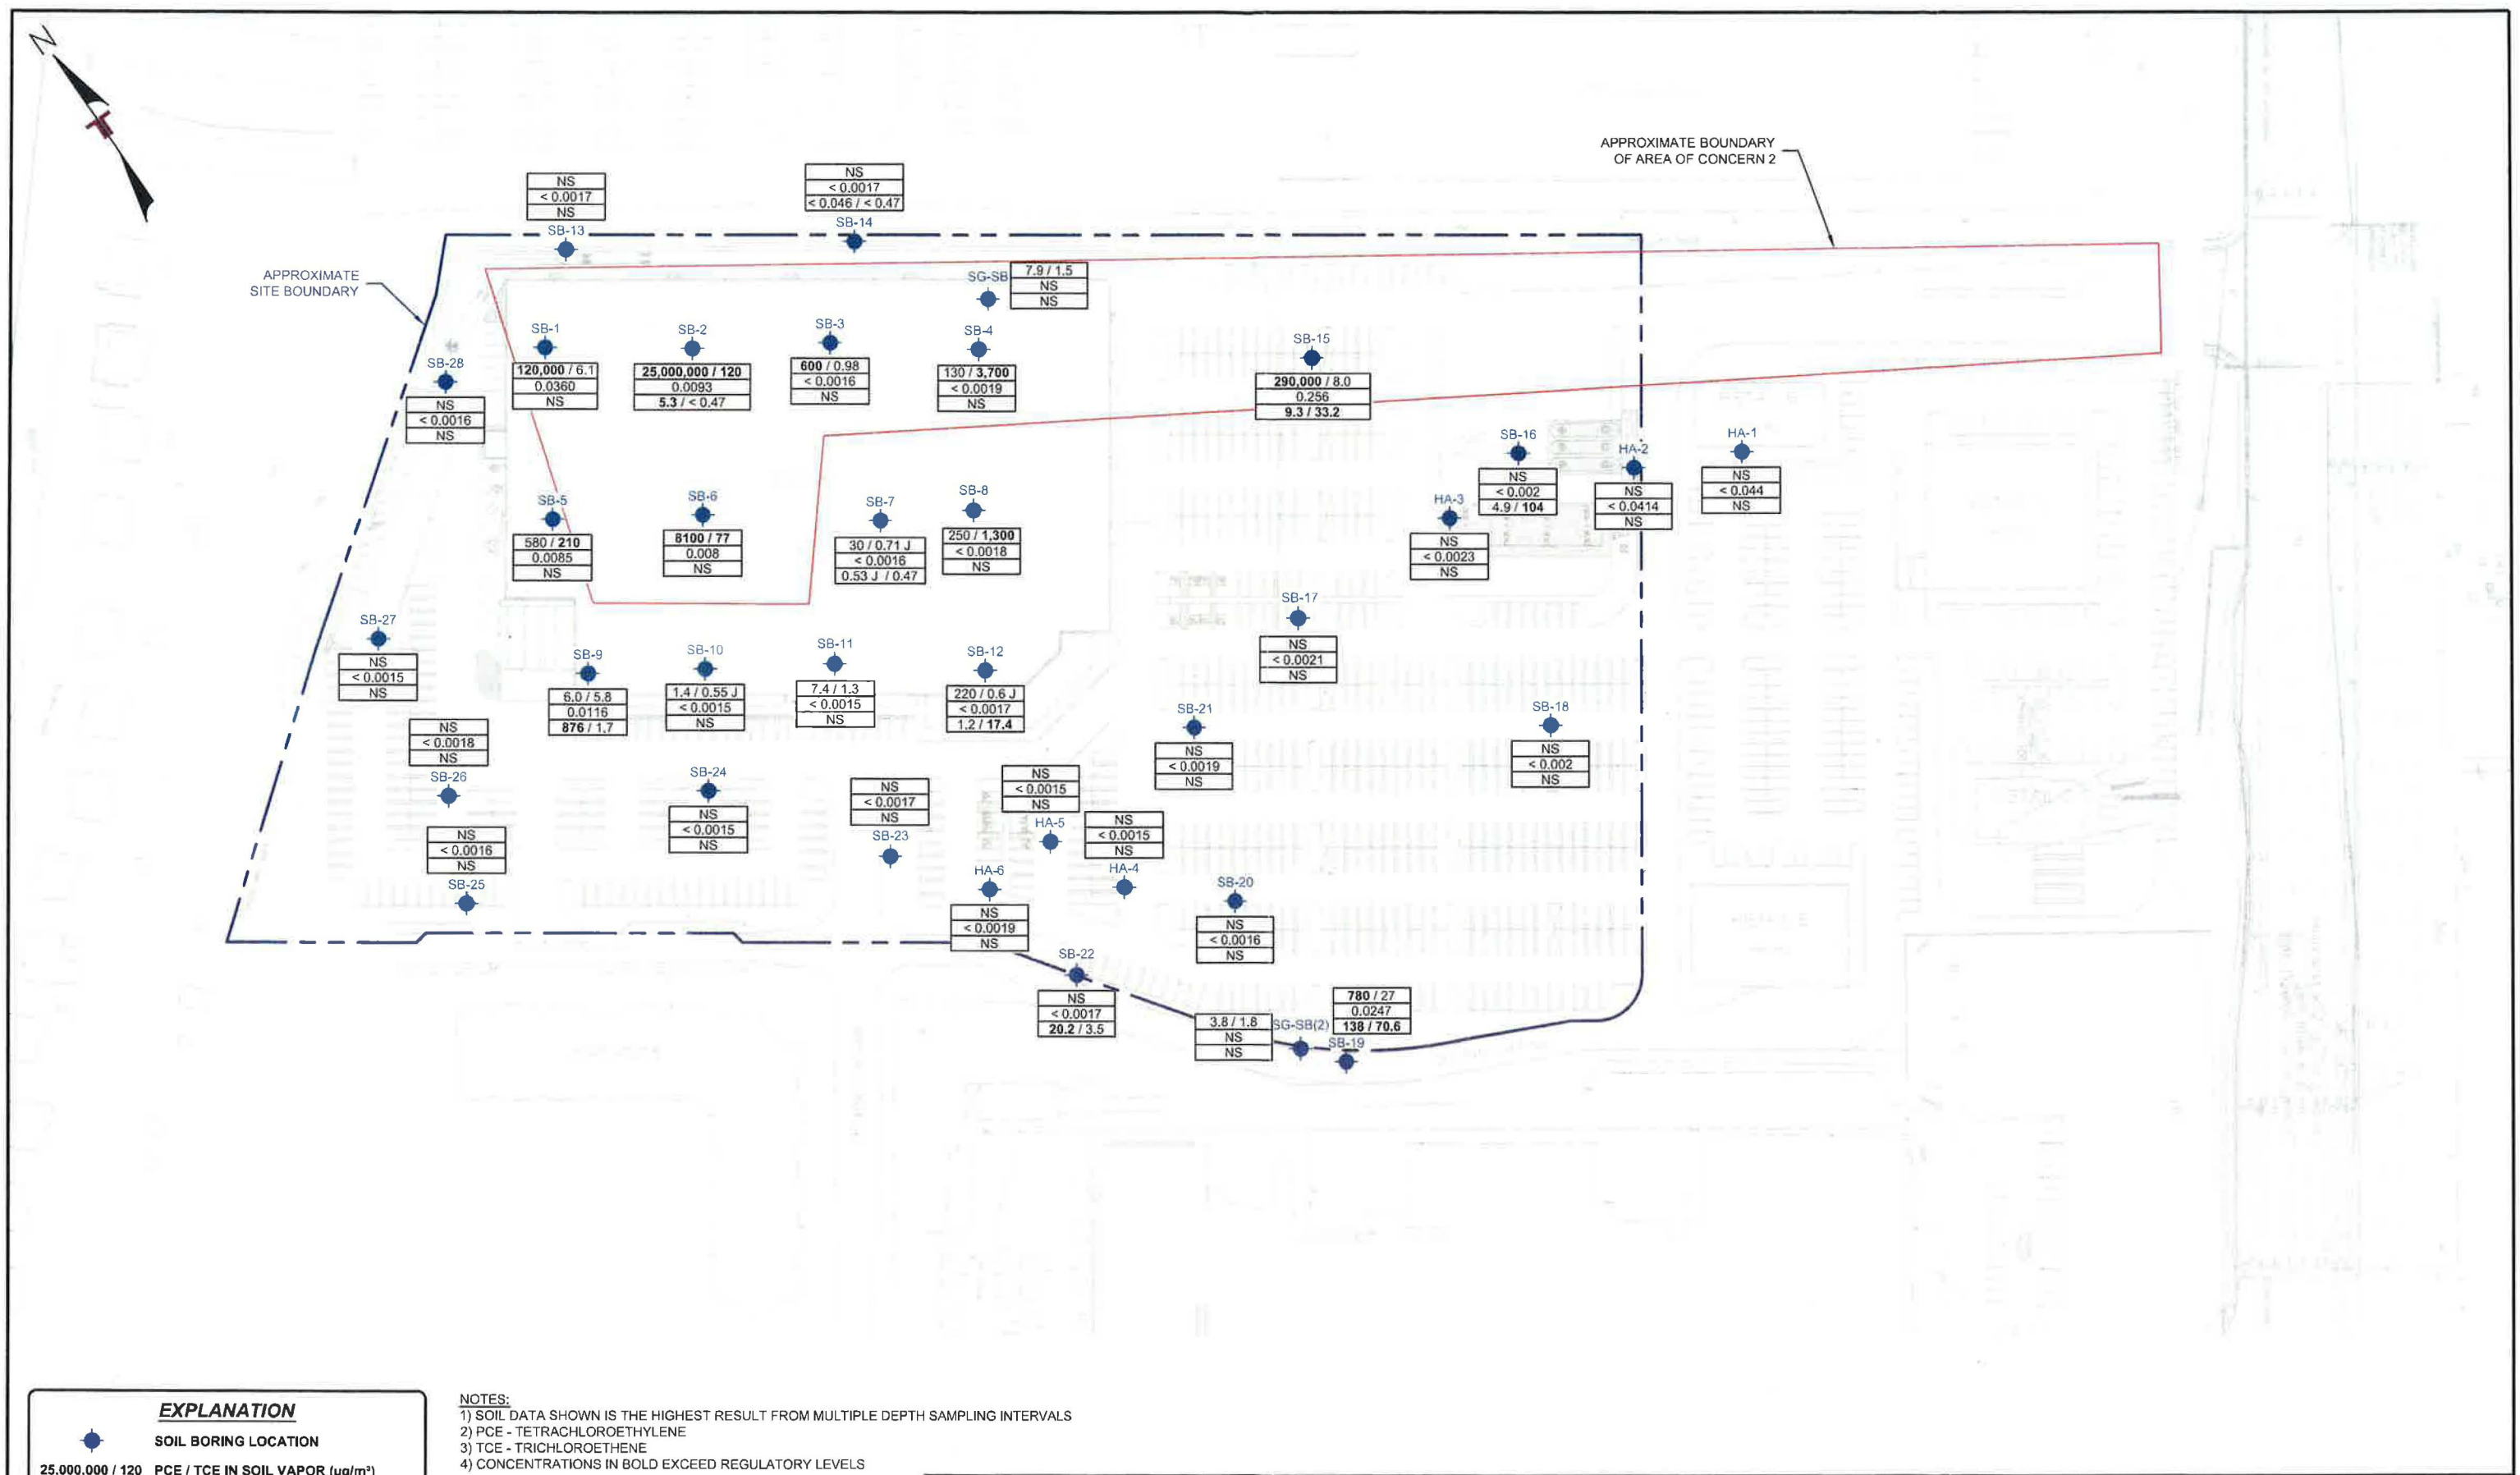 N
APPROXIMATE BOUNDARY
OF AREA OF CONCERN 2
NS
< 0.0017
NS
SB-13
NS
< 0.0017
< 0.046 / < 0.47
SB-14
APPROXIMATE
SITE BOUNDARY
SG-SB
7.9 / 1.5
NS
NS
SB-1
120,000 / 6.1
0.0360
NS
SB-2
25,000,000 / 120
0.0093
5.3 / < 0.47
SB-3
600 / 0.98
< 0.0016
NS
SB-4
130 / 3,700
< 0.0019
NS
SB-15
290,000 / 8.0
0.256
9.3 / 33.2
SB-28
NS
< 0.0016
NS
SB-16
NS
< 0.002
4.9 / 104
HA-2
NS
< 0.0414
NS
HA-1
NS
< 0.044
NS
HA-3
NS
< 0.0023
NS
SB-5
580 / 210
0.0085
NS
SB-6
8100 / 77
0.008
NS
SB-7
30 / 0.71 J
< 0.0016
0.53 J / 0.47
SB-8
250 / 1,300
< 0.0018
NS
SB-17
NS
< 0.0021
NS
SB-27
NS
< 0.0015
NS
SB-9
6.0 / 5.8
0.0116
876 / 1.7
SB-10
1.4 / 0.55 J
< 0.0015
NS
SB-11
7.4 / 1.3
< 0.0015
NS
SB-12
220 / 0.6 J
< 0.0017
1.2 / 17.4
SB-21
NS
< 0.0019
NS
SB-18
NS
< 0.002
NS
NS
< 0.0018
NS
SB-26
SB-24
NS
< 0.0015
NS
NS
< 0.0017
NS
SB-23
NS
< 0.0015
NS
HA-5
NS
< 0.0015
NS
HA-4
NS
< 0.0016
NS
SB-25
HA-6
NS
< 0.0019
NS
SB-20
NS
< 0.0016
NS
SB-22
NS
< 0.0017
20.2 / 3.5
3.8 / 1.8
NS
NS
SG-SB(2)
780 / 27
0.0247
138 / 70.6
SB-19
EXPLANATION
SOIL BORING LOCATION
25,000,000 / 120 PCE / TCE IN SOIL VAPOR (µg/m³)
NOTES:
1) SOIL DATA SHOWN IS THE HIGHEST RESULT FROM MULTIPLE DEPTH SAMPLING INTERVALS
2) PCE - TETRACHLOROETHYLENE
3) TCE - TRICHLOROETHENE
4) CONCENTRATIONS IN BOLD EXCEED REGULATORY LEVELS